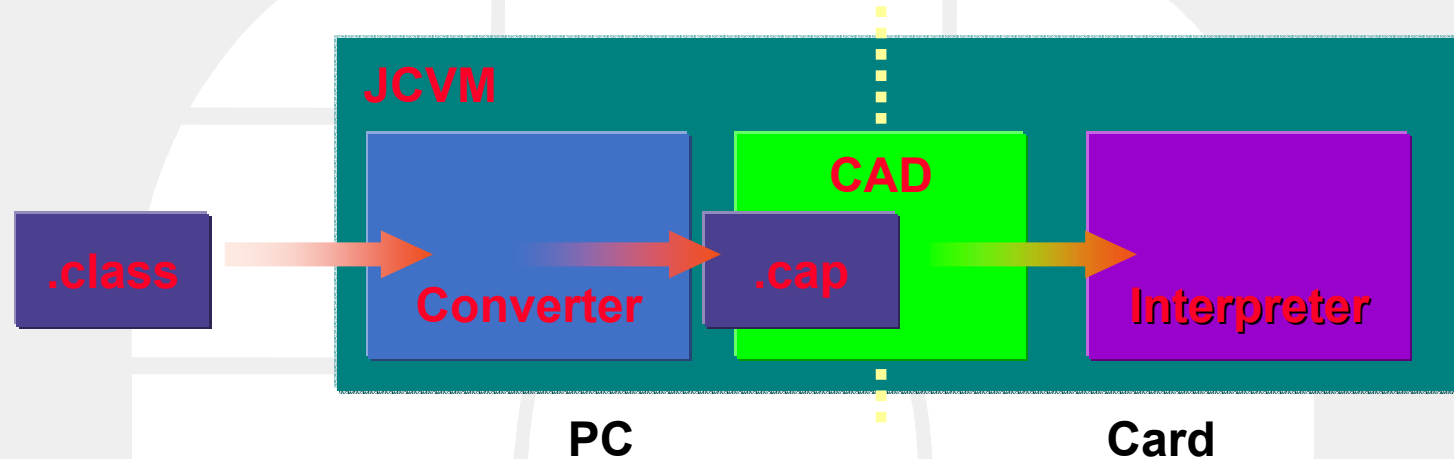 JCVM
CAD
.class
Converter
.cap
Interpreter
PC
Card